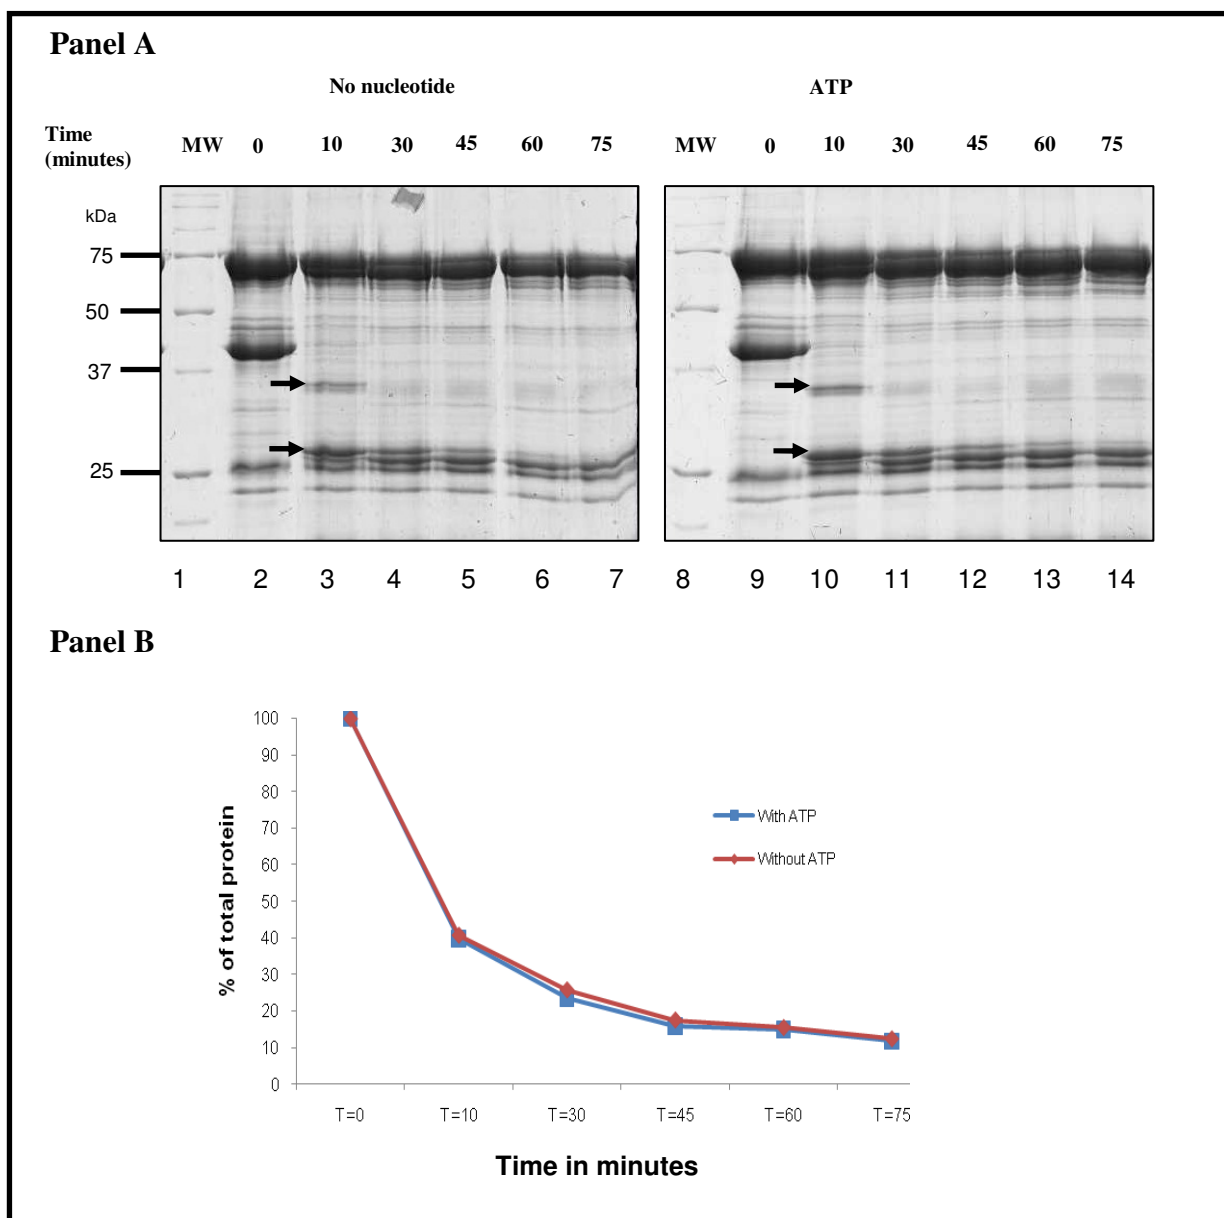 Panel A
No nucleotide
ATP
Time
(minutes)
MW 0 10 30 45 60 75
MW 0 10 30 45 60 75
kDa
75
50
37
25
1 2 3 4 5 6 7
8 9 10 11 12 13 14
Panel B
100
90
80
70
60
50
40
30
20
10
0
% of total protein
With ATP
Without ATP
T=0 T=10 T=30 T=45 T=60 T=75
Time in minutes